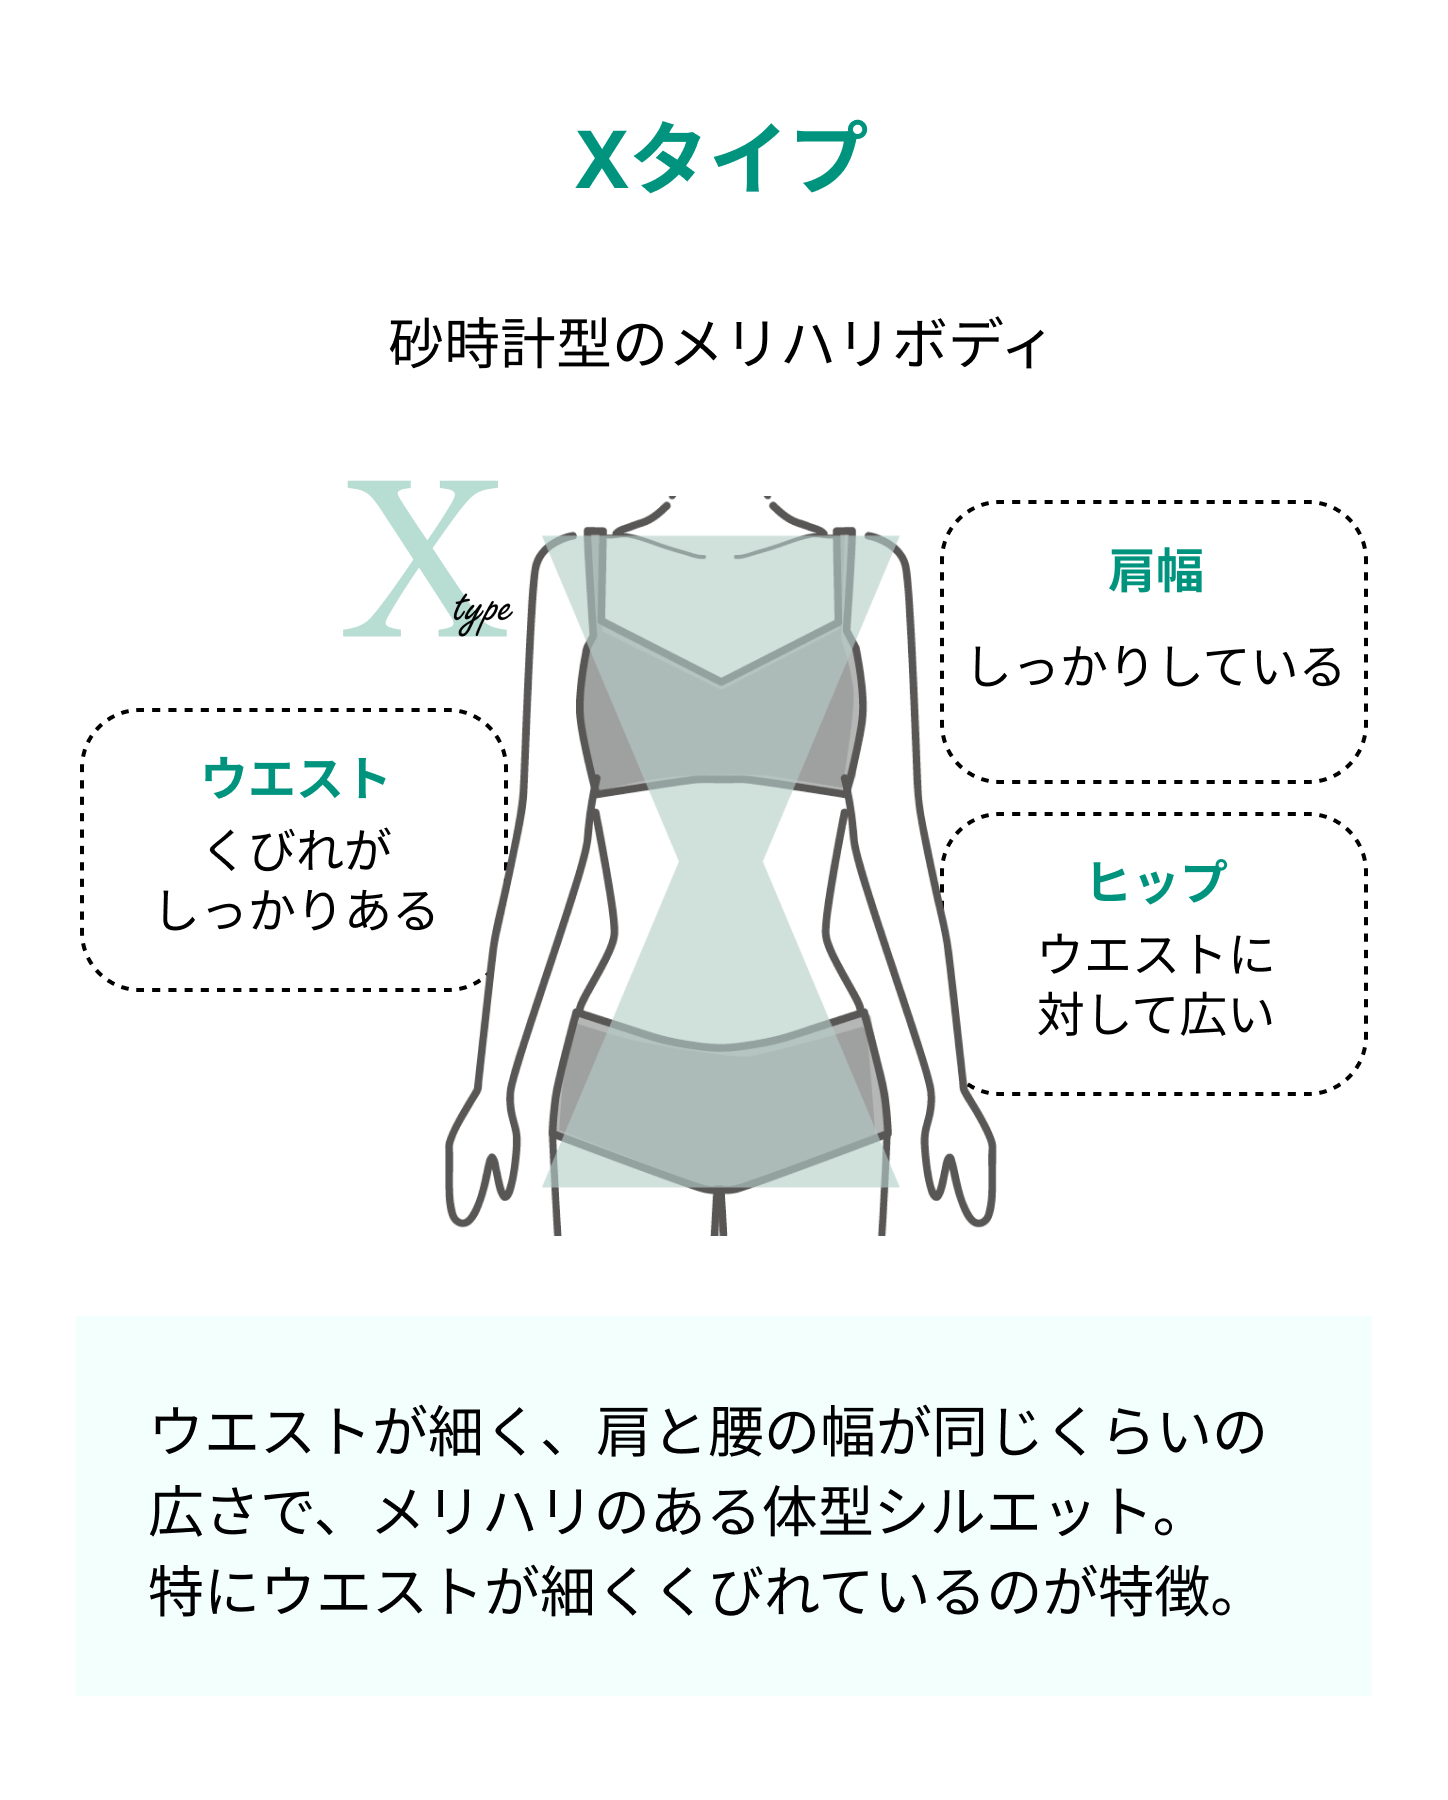 Xタイプ
砂時計型のメリハリボディ
X
type
肩幅
しっかりしている
ウエスト
くびれが
しっかりある
ヒップ
ウエストに
対して広い
ウエストが細く、肩と腰の幅が同じくらいの
広さで、メリハリのある体型シルエット。
特にウエストが細くくびれているのが特徴。